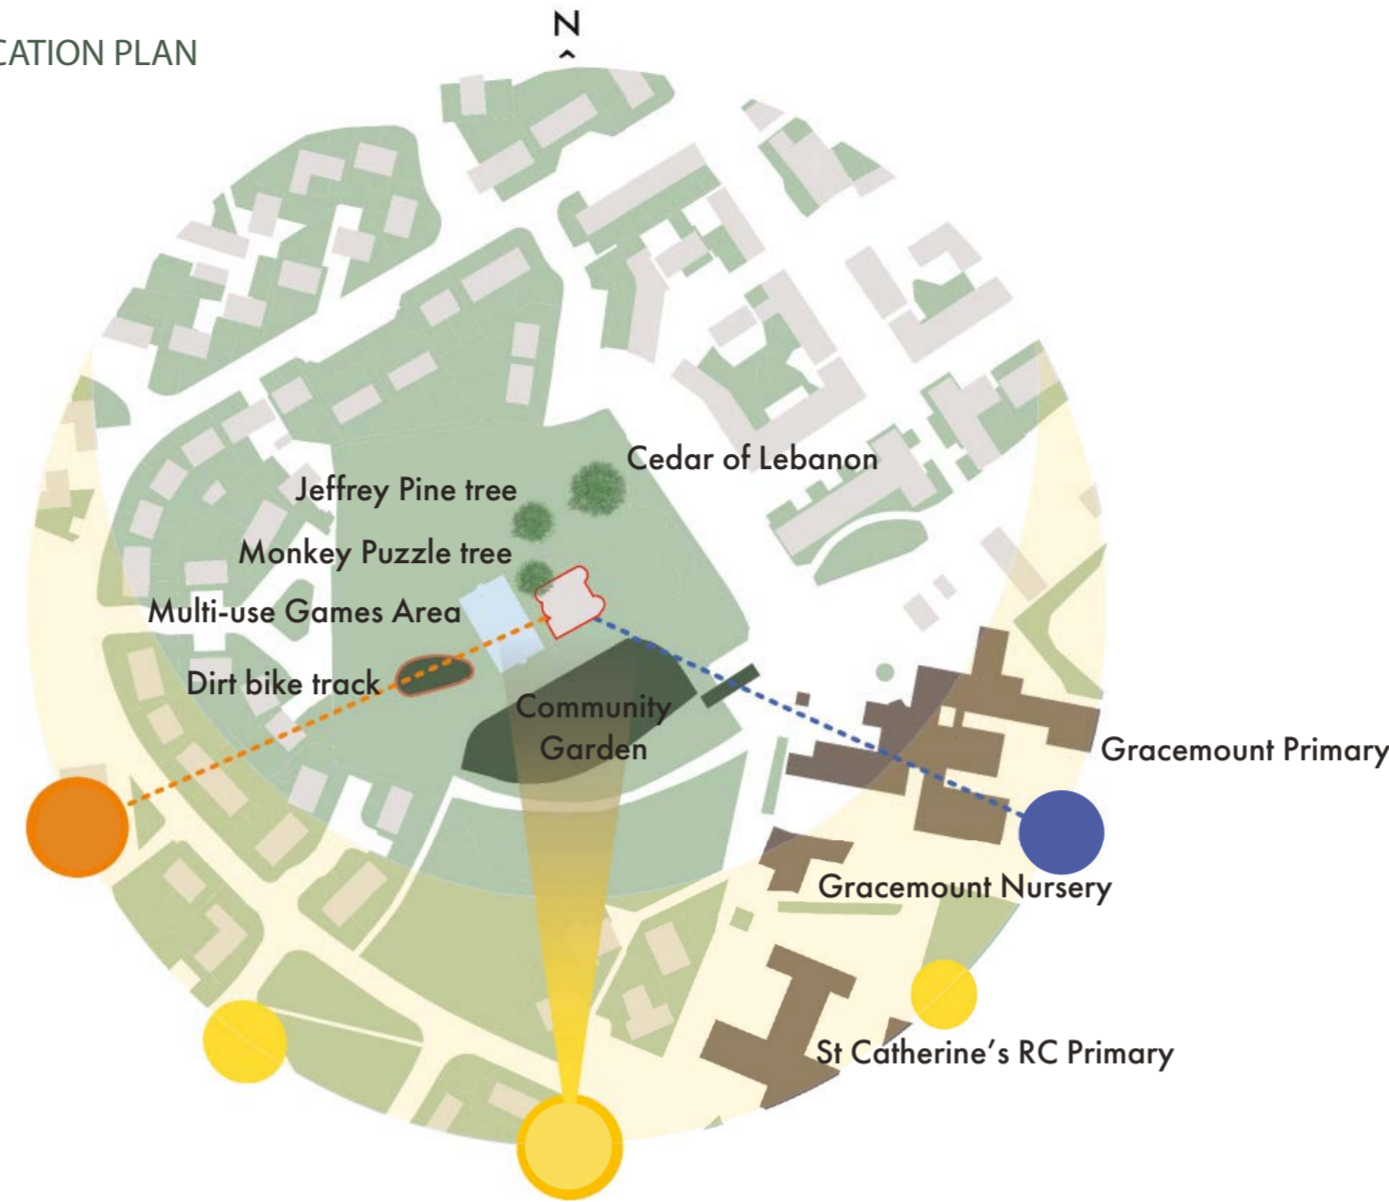 CATION PLAN
N
Cedar of Lebanon
Jeffrey Pine tree
Monkey Puzzle tree
Multi-use Games Area
Dirt bike track
Community
Garden
Gracemount Primary
Gracemount Nursery
St Catherine’s RC Primary